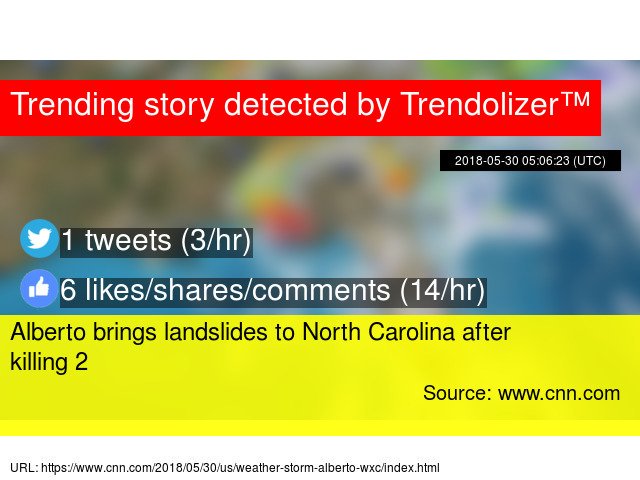 Trending story detected by Trendolizer™
2018-05-30 05:06:23 (UTC)
1 tweets (3/hr)
6 likes/shares/comments (14/hr)
Alberto brings landslides to North Carolina after
killing 2
Source: www.cnn.com
URL: https://www.cnn.com/2018/05/30/us/weather-storm-alberto-wxc/index.html